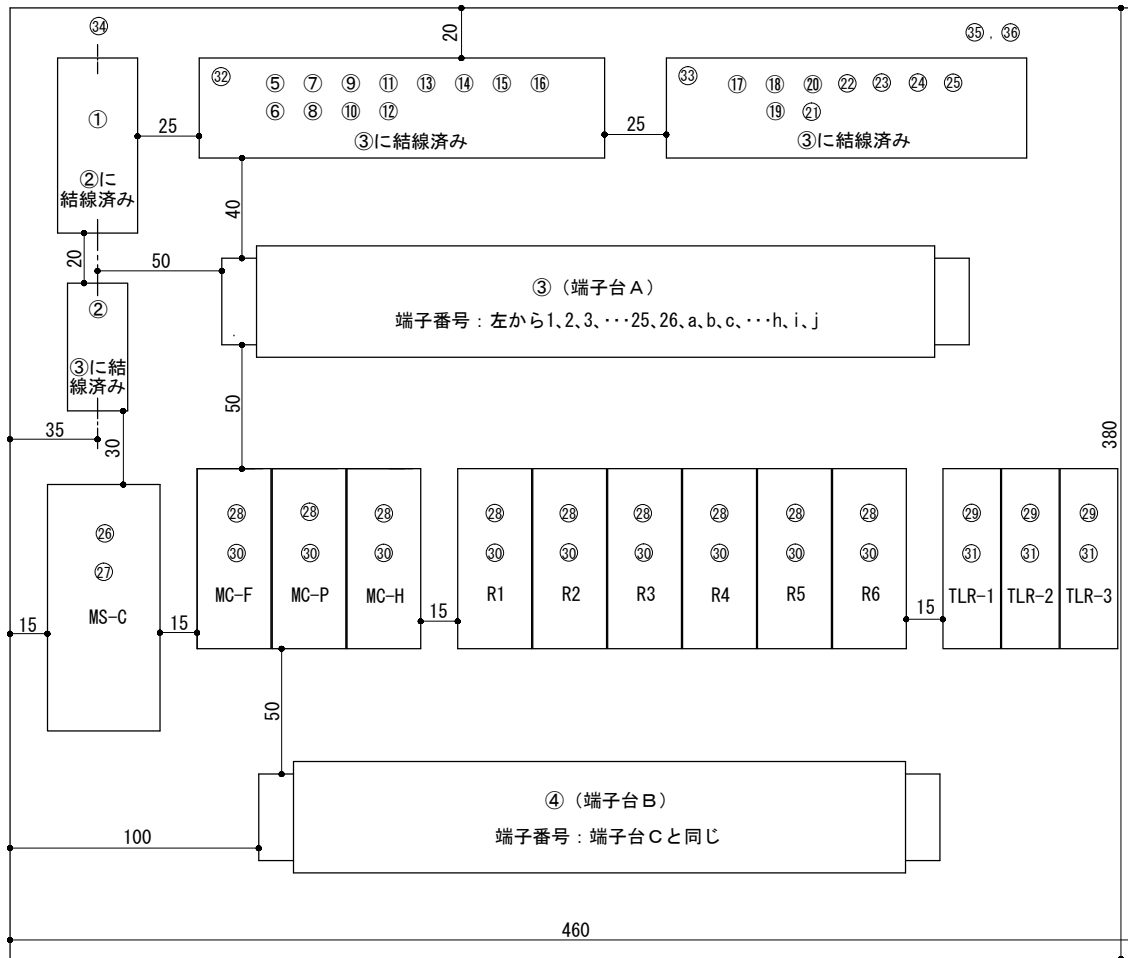 ㉞
20
㉟ . ㊱
㉜ ⑤ ⑦ ⑨ ⑪ ⑬ ⑭ ⑮ ⑯
⑥ ⑧ ⑩ ⑫
③に結線済み
㉝ ⑰ ⑱ ⑳ ㉒ ㉓ ㉔ ㉕
⑲ ㉑
③に結線済み
①
25
25
②に
結線済み
40
20
50
②
③に結
線済み
③（端子台A）
端子番号：左から1、2、3、･･･25、26、a、b、c、･･･h、i、j
50
35
30
380
㉖
㉗
MS-C
㉘ ㉘ ㉘ ㉘ ㉘ ㉘ ㉘ ㉘ ㉘ ㉙ ㉙ ㉙
㉚ ㉚ ㉚ ㉚ ㉚ ㉚ ㉚ ㉚ ㉚ ㉛ ㉛ ㉛
MC-F MC-P MC-H R1 R2 R3 R4 R5 R6 TLR-1 TLR-2 TLR-3
15
15
15
15
50
④（端子台B）
端子番号：端子台Cと同じ
100
460